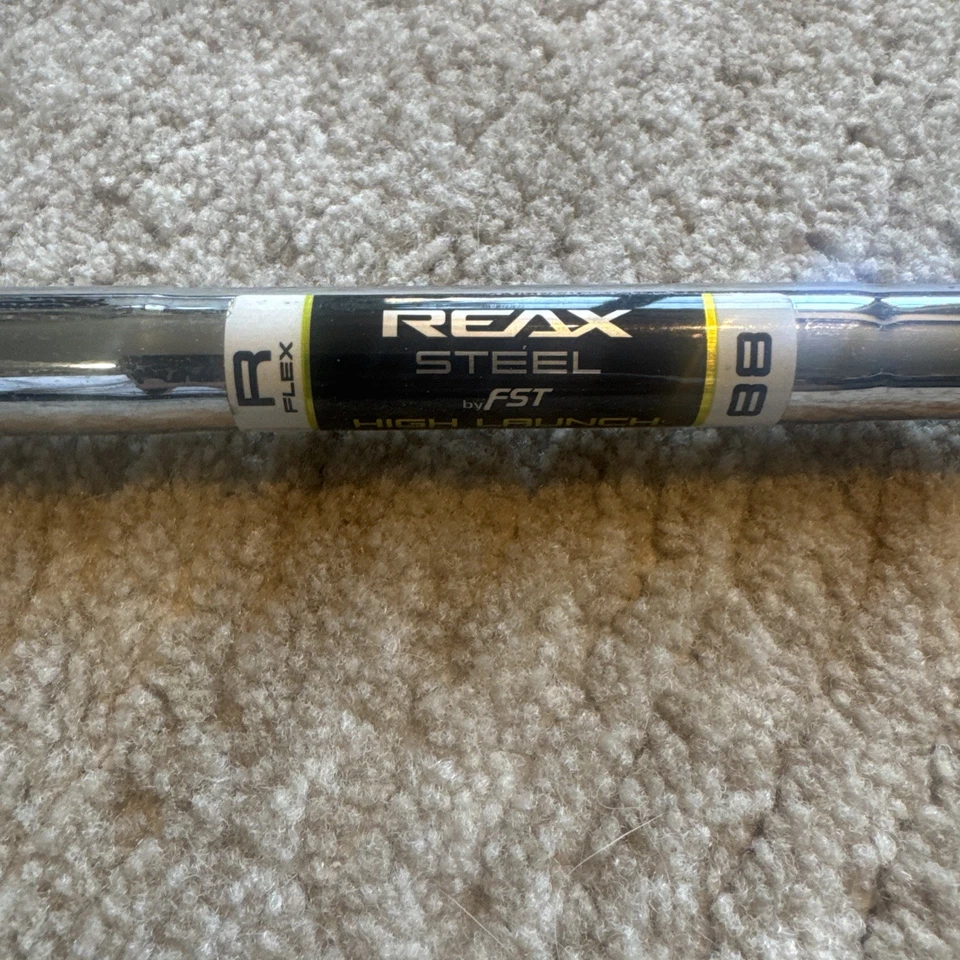 R
FLEX
REAX
STEEL
by FST
HIGH LAUNCH
88